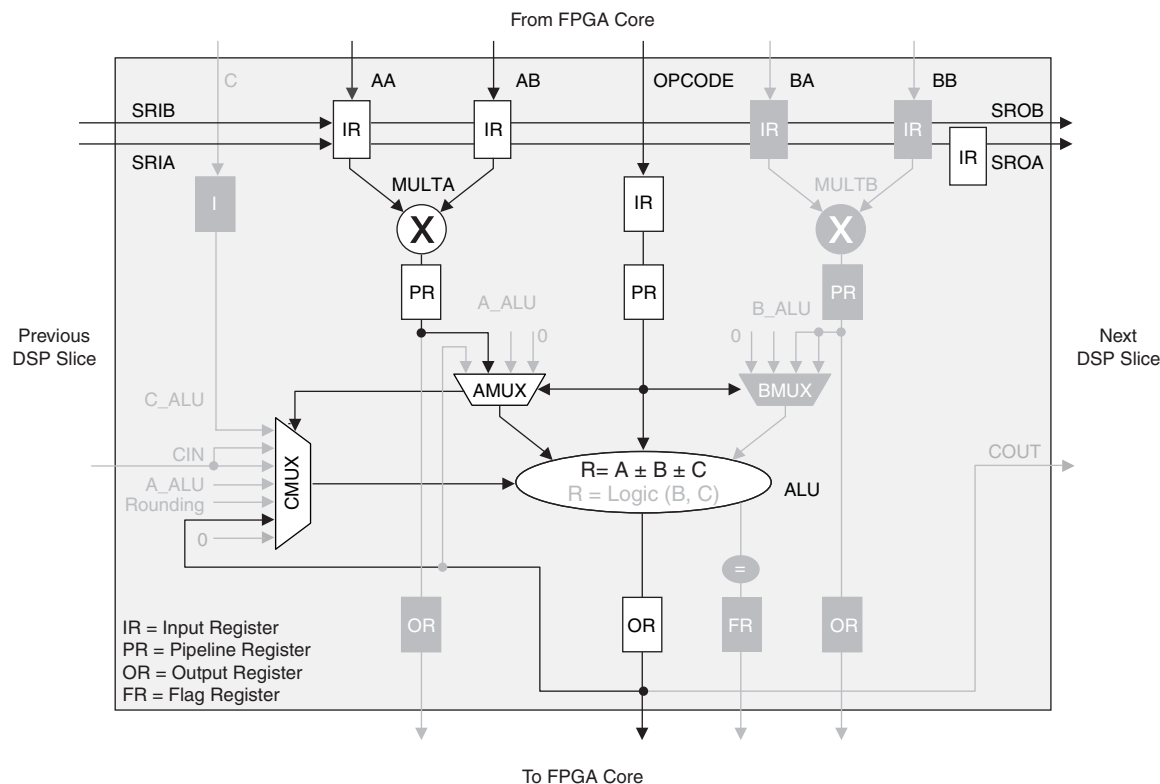 From FPGA Core
C
AA
AB
OPCODE
BA
BB
SRIB
SROB
IR
IR
IR
IR
SRIA
IR
SROA
I
MULTA
MULTB
IR
X
X
PR
PR
PR
A_ALU
B_ALU
0
0
Previous
DSP Slice
Next
DSP Slice
AMUX
BMUX
C_ALU
CIN
COUT
A_ALU
Rounding
0
CMUX
R= A ± B ± C
R = Logic (B, C)
ALU
=
OR
OR
FR
OR
IR = Input Register
PR = Pipeline Register
OR = Output Register
FR = Flag Register
To FPGA Core